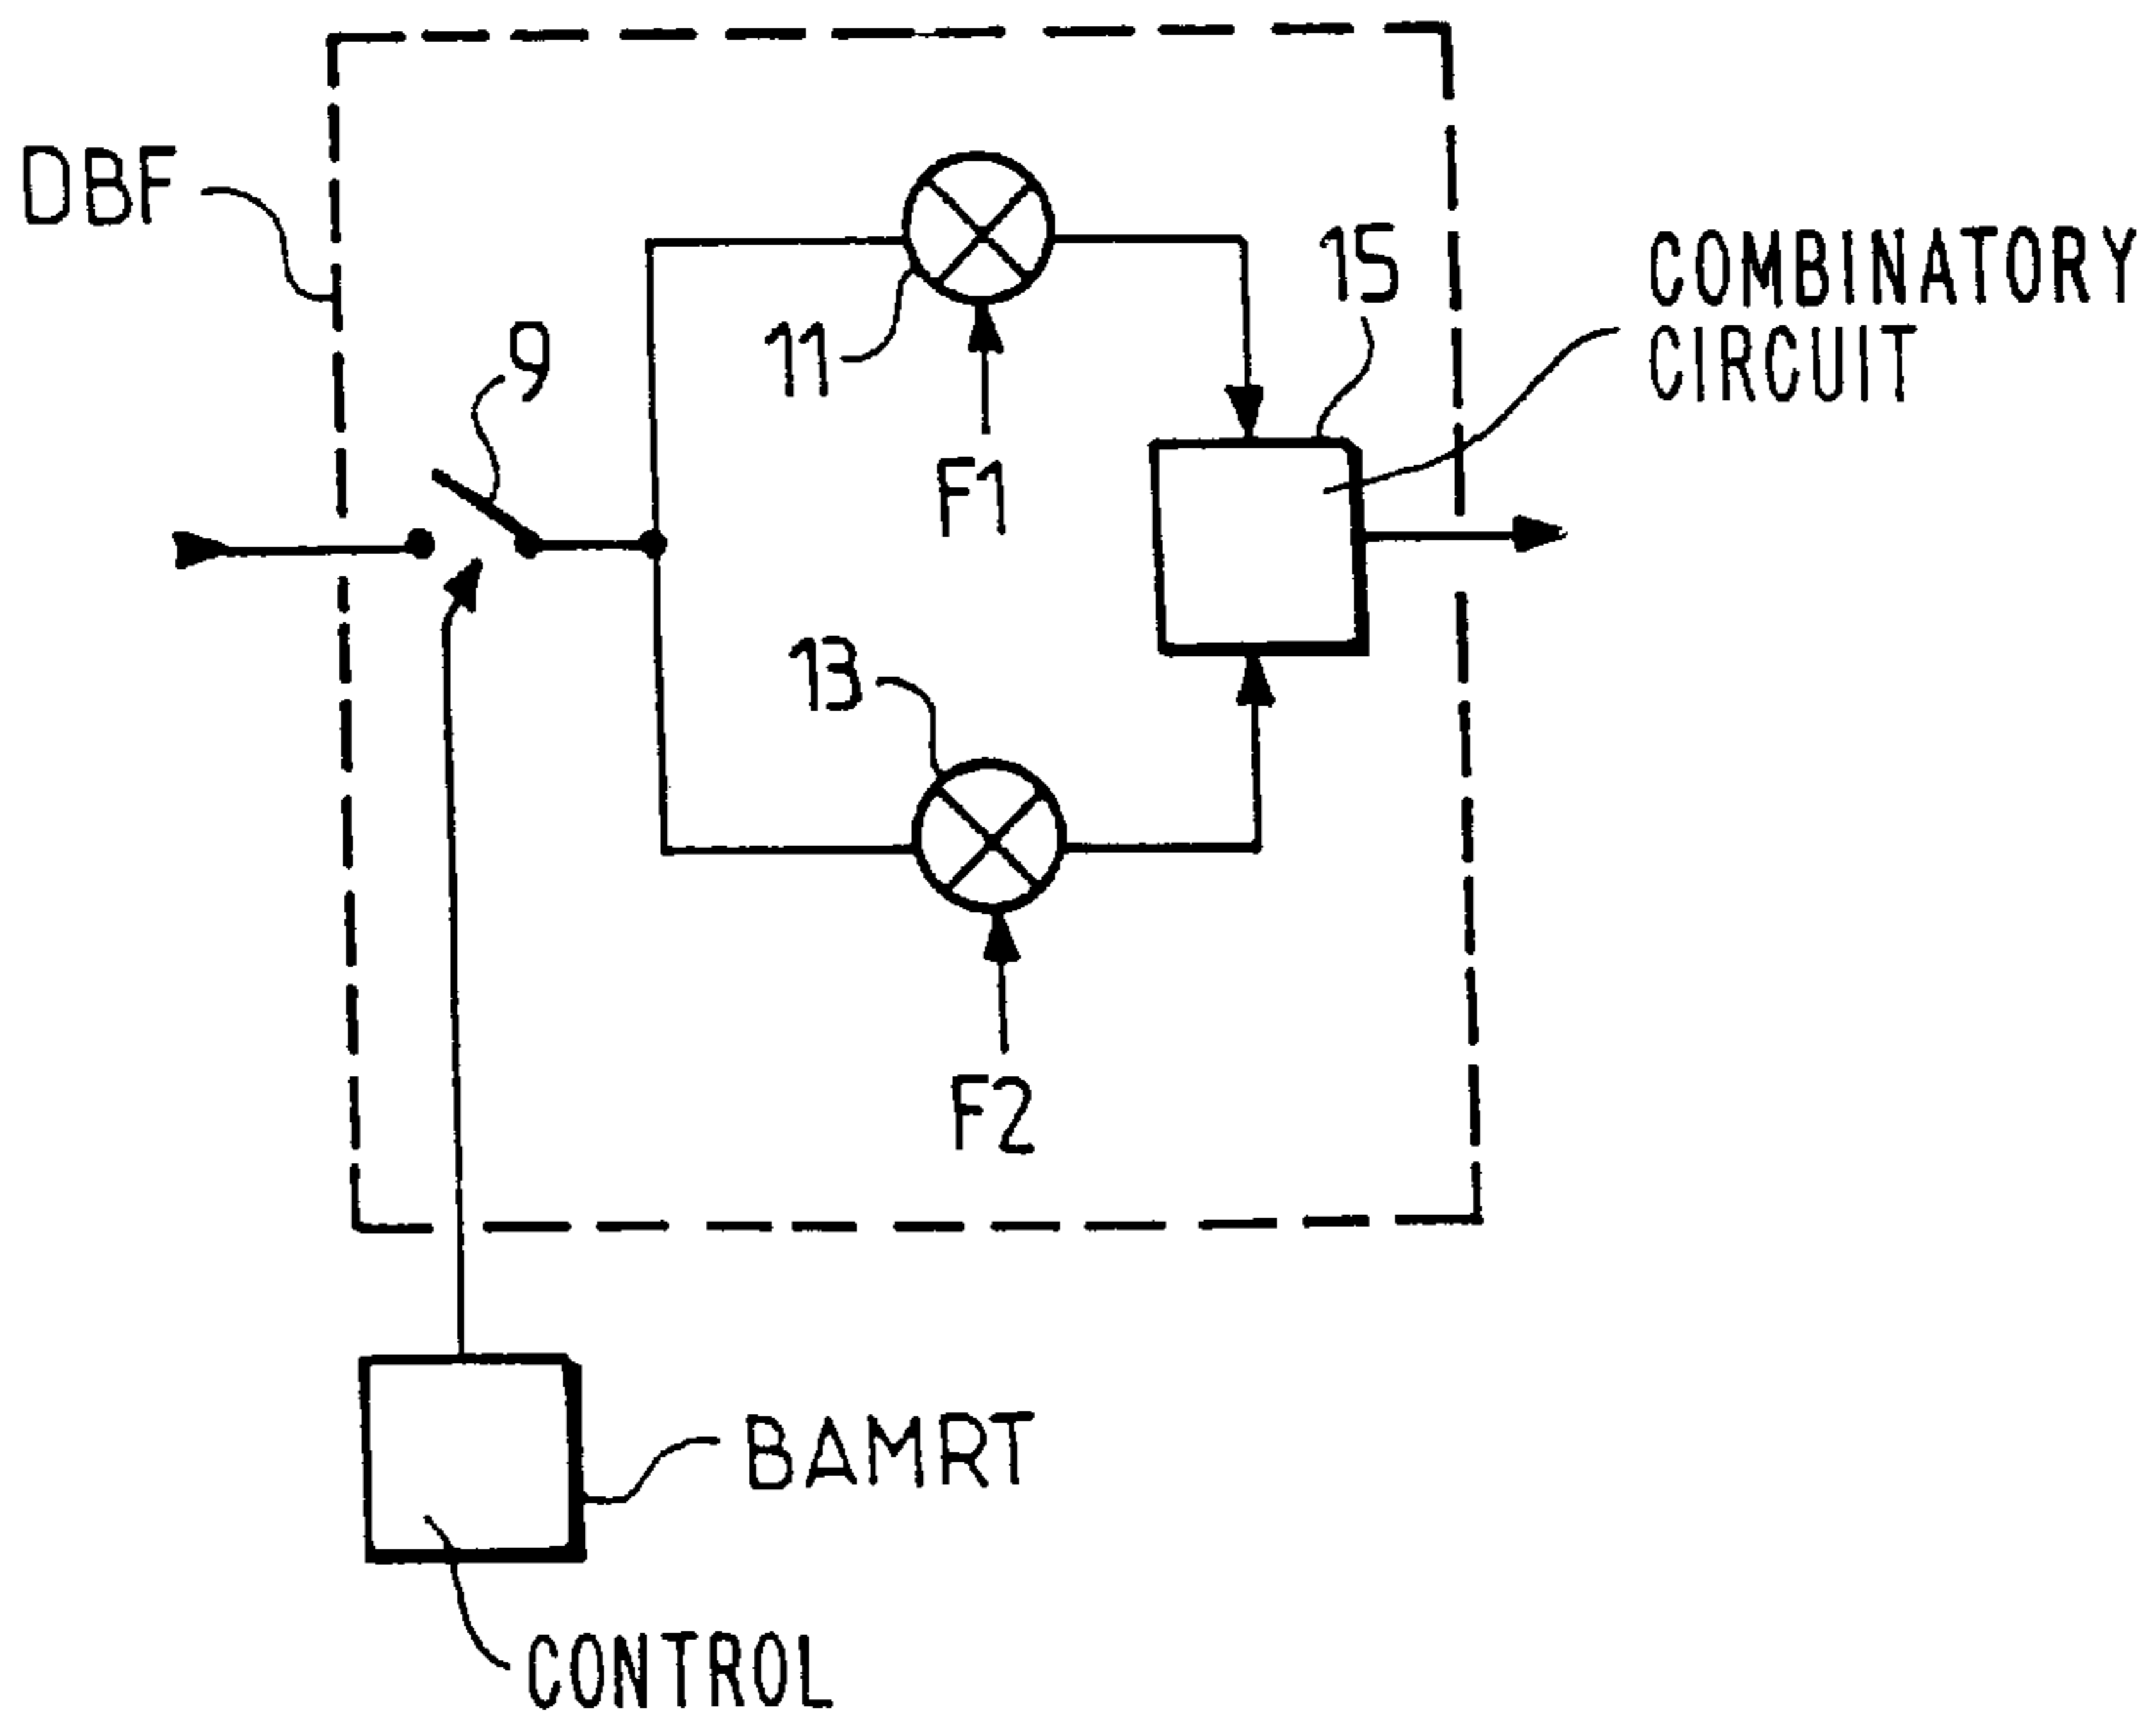 DBF
9
11
F1
15
COMBINATORY
CIRCUIT
13
F2
BAMRT
CONTROL